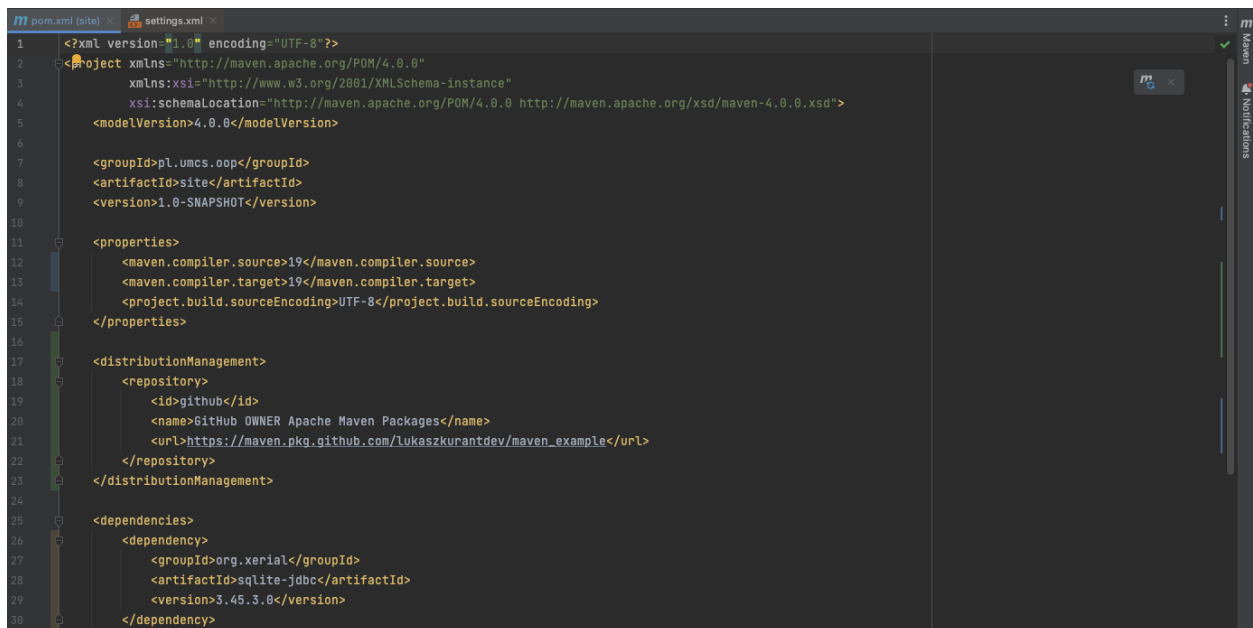 pom.xml (site)
settings.xml
1 <?xml version="1.0" encoding="UTF-8"?>
2 <project xmlns="http://maven.apache.org/POM/4.0.0"
3 xmlns:xsi="http://www.w3.org/2001/XMLSchema-instance"
4 xsi:schemaLocation="http://maven.apache.org/POM/4.0.0 http://maven.apache.org/xsd/maven-4.0.0.xsd">
5 <modelVersion>4.0.0</modelVersion>
6
7 <groupId>pl.umcs.oop</groupId>
8 <artifactId>site</artifactId>
9 <version>1.0-SNAPSHOT</version>
10
11 <properties>
12 <maven.compiler.source>19</maven.compiler.source>
13 <maven.compiler.target>19</maven.compiler.target>
14 <project.build.sourceEncoding>UTF-8</project.build.sourceEncoding>
15 </properties>
16
17 <distributionManagement>
18 <repository>
19 <id>github</id>
20 <name>GitHub OWNER Apache Maven Packages</name>
21 <url>https://maven.pkg.github.com/lukaszkurantdev/maven_example</url>
22 </repository>
23 </distributionManagement>
24
25 <dependencies>
26 <dependency>
27 <groupId>org.xerial</groupId>
28 <artifactId>sqlite-jdbc</artifactId>
29 <version>3.45.3.0</version>
30 </dependency>
Maven
Notifications